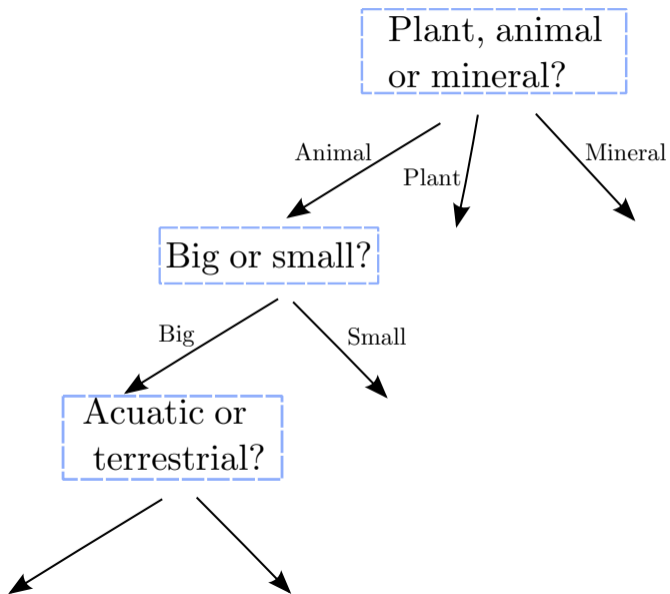 Plant, animal
or mineral?
Animal
Plant
Mineral
Big or small?
Big
Small
Acuatic or
terrestrial?